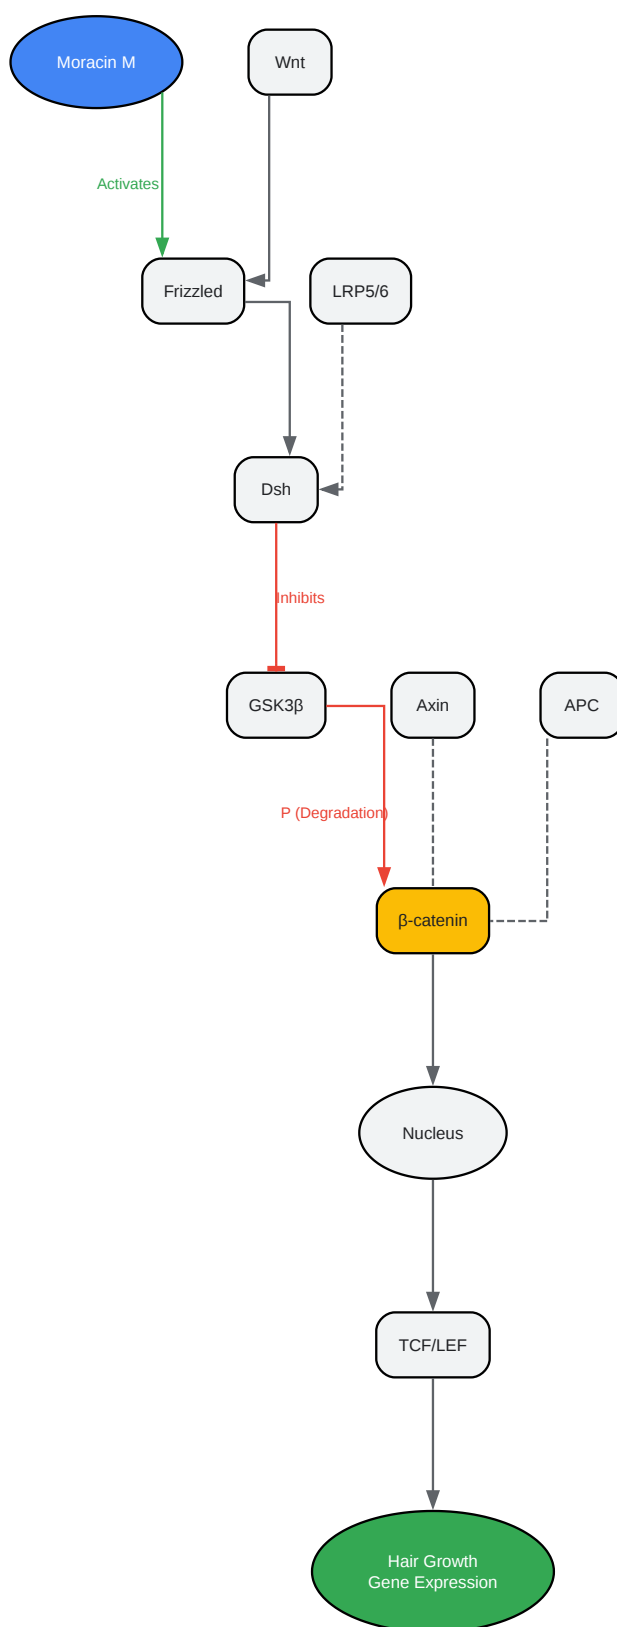 Moracin M
Wnt
Activates
Frizzled
LRP5/6
Dsh
Inhibits
GSK3β
Axin
APC
P (Degradation)
β-catenin
Nucleus
TCF/LEF
Hair Growth
Gene Expression